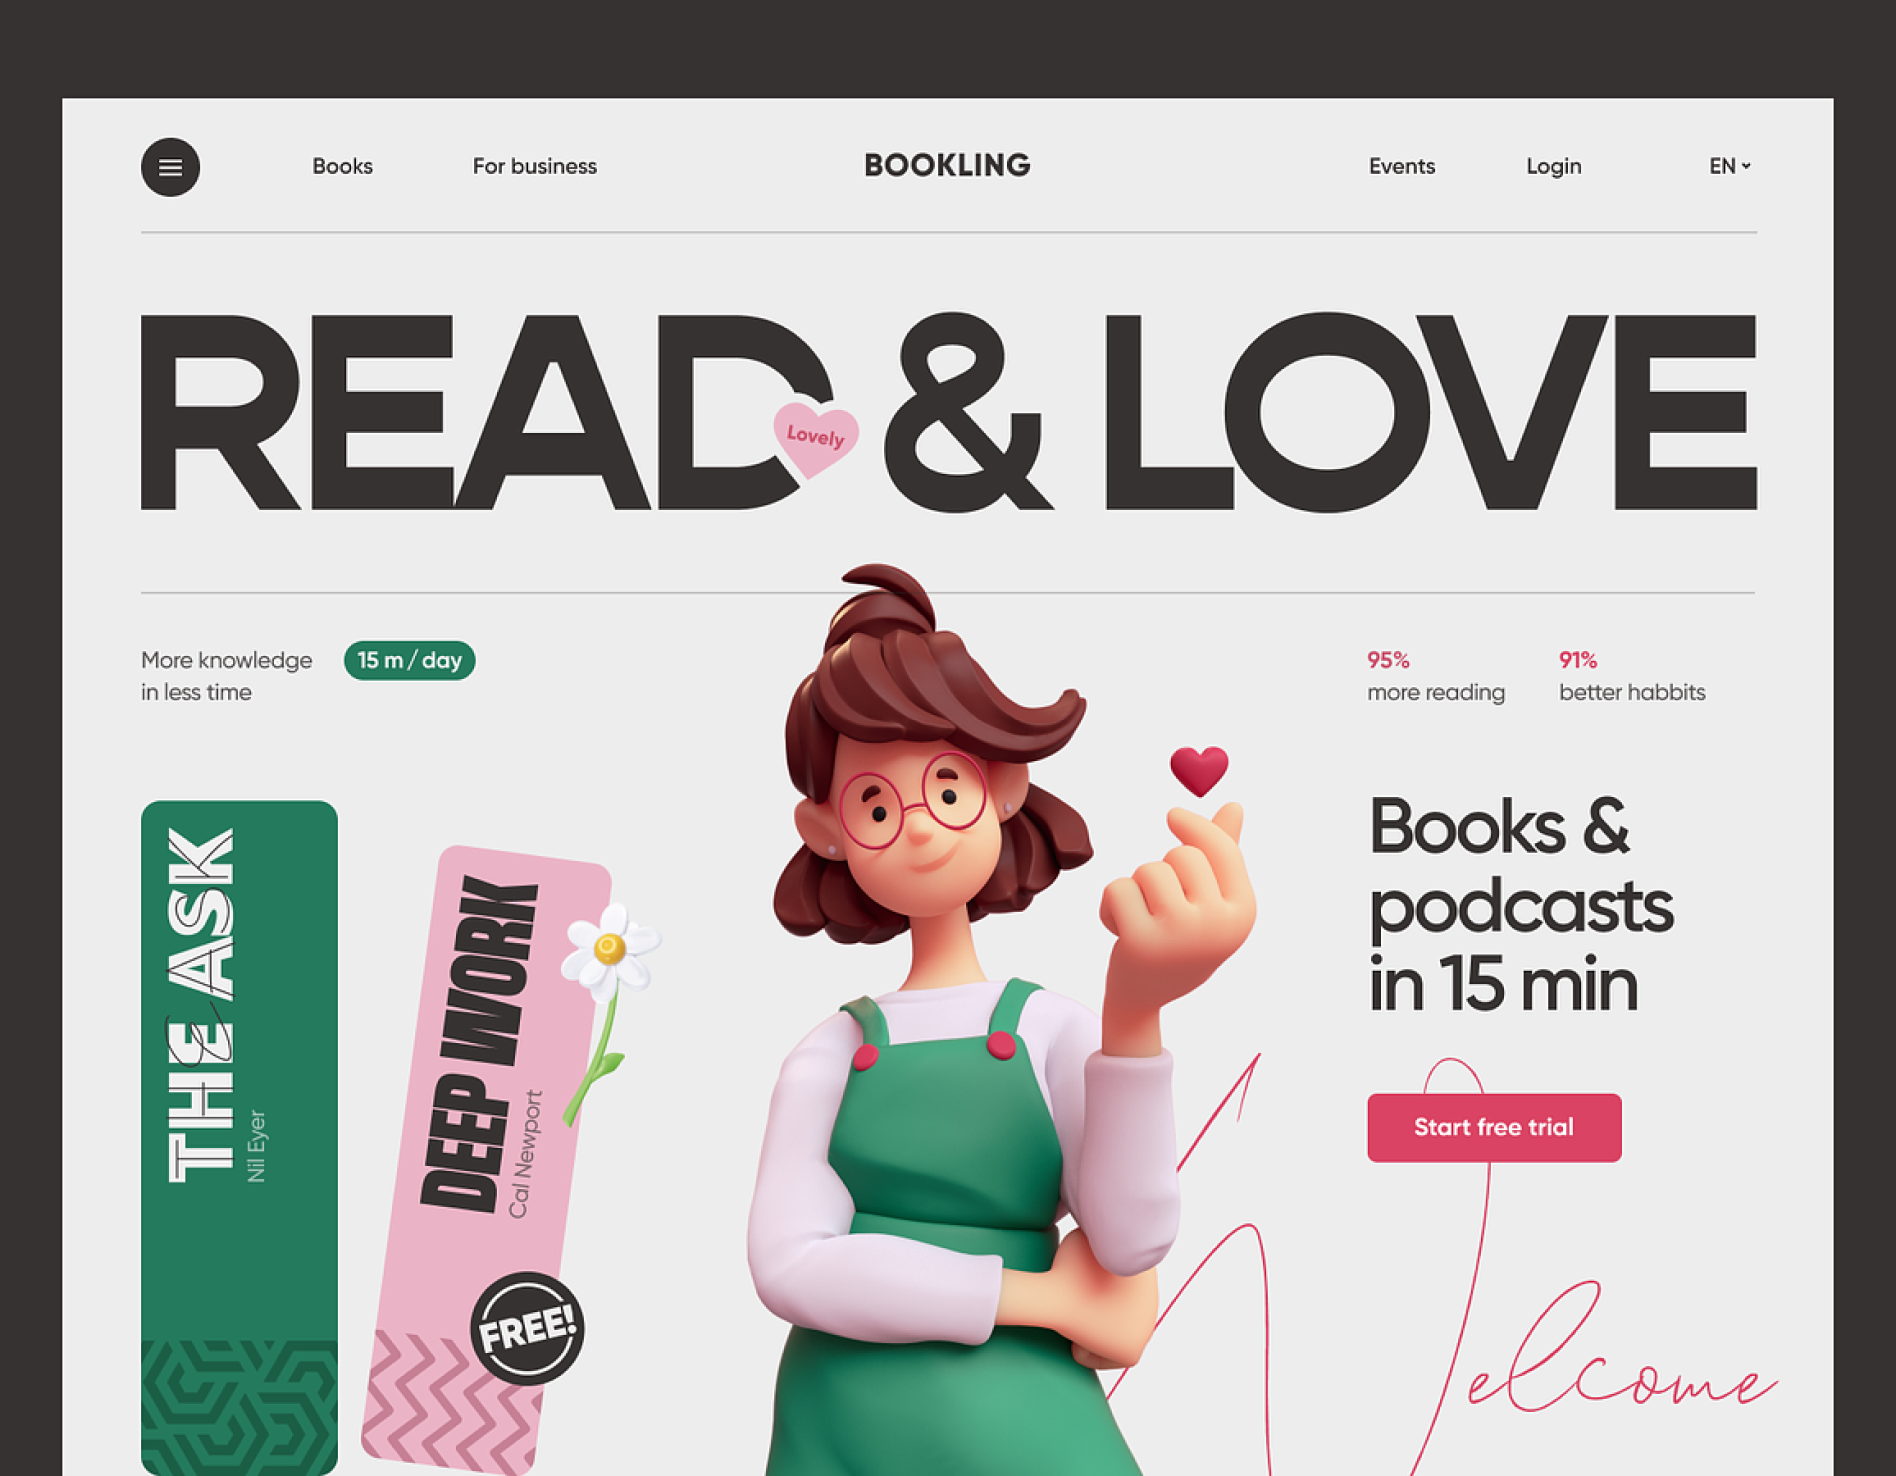 Books
For business
BOOKLING
Events
Login
EN
READ & LOVE
Lovely
More knowledge
in less time
15 m / day
95%
more reading
91%
better habbits
THE ASK
Nil Eyer
DEEP WORK
Cal Newport
FREE!
Books &
podcasts
in 15 min
Start free trial
Welcome